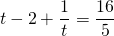 t - 2 + \frac{1}{t} = \frac{16}{5}